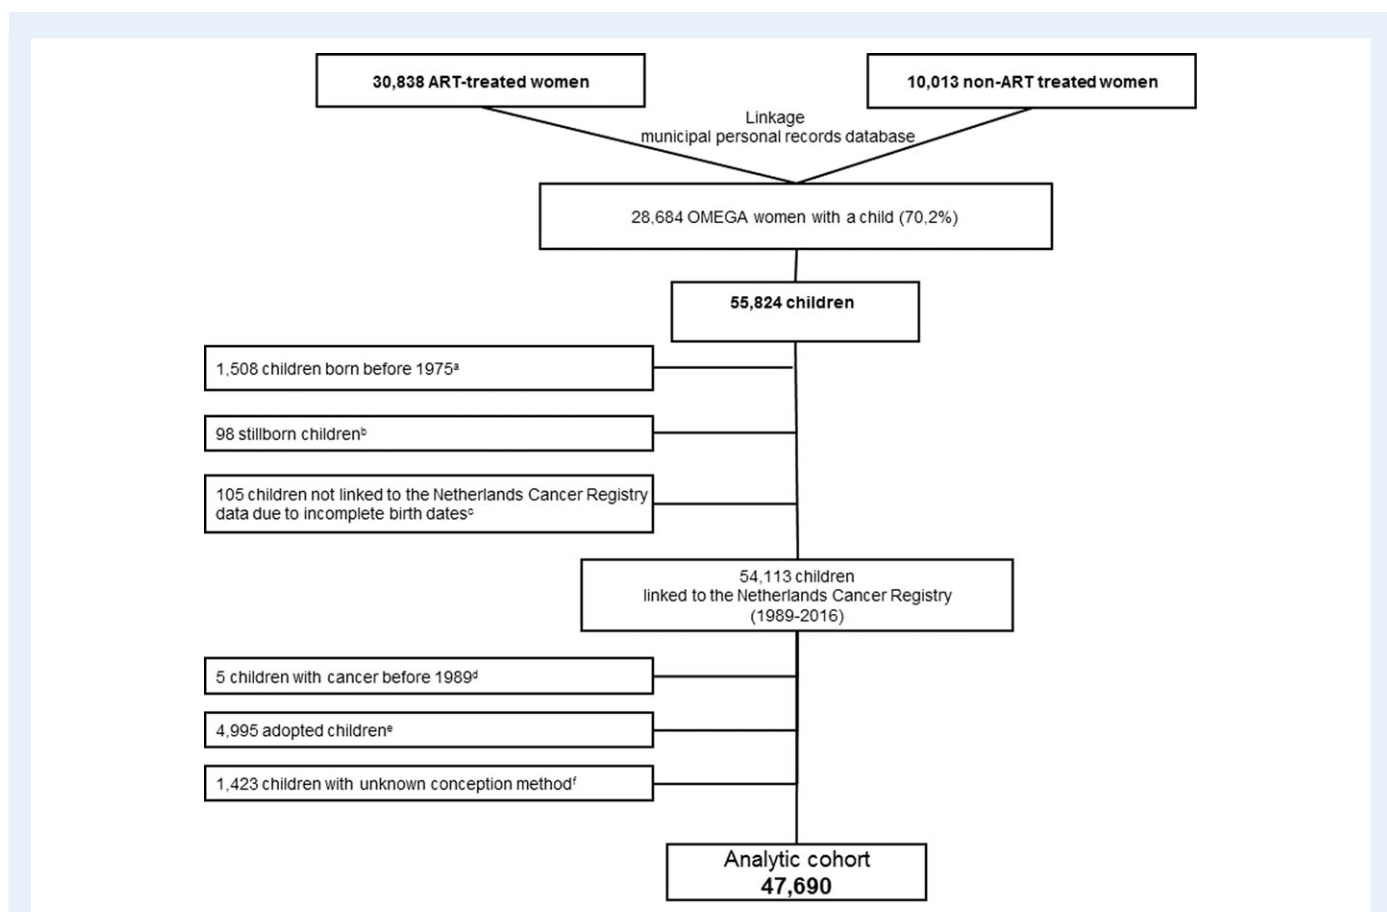 30,838 ART-treated women
10,013 non-ART treated women
Linkage
municipal personal records database
28,684 OMEGA women with a child (70,2%)
55,824 children
1,508 children born before 1975ᵃ
98 stillborn childrenᵇ
105 children not linked to the Netherlands Cancer Registry
data due to incomplete birth datesᶜ
54,113 children
linked to the Netherlands Cancer Registry
(1989-2016)
5 children with cancer before 1989ᵈ
4,995 adopted childrenᵉ
1,423 children with unknown conception methodᶠ
Analytic cohort
47,690